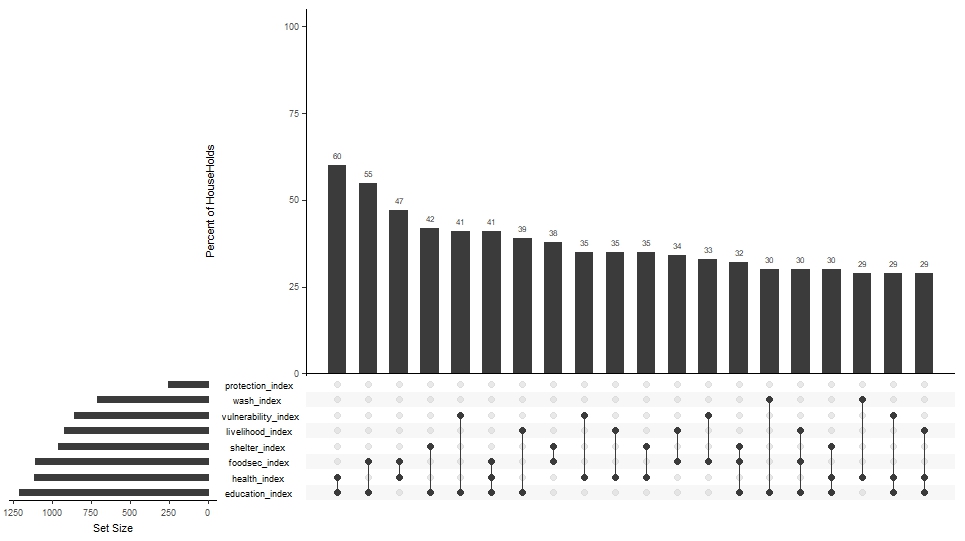 100
75
50
25
0
Percent of HouseHolds
60
55
47
42
41
41
39
38
35
35
35
34
33
32
30
30
30
29
29
29
protection_index
wash_index
vulnerability_index
livelihood_index
shelter_index
foodsec_index
health_index
education_index
1250 1000 750 500 250 0
Set Size